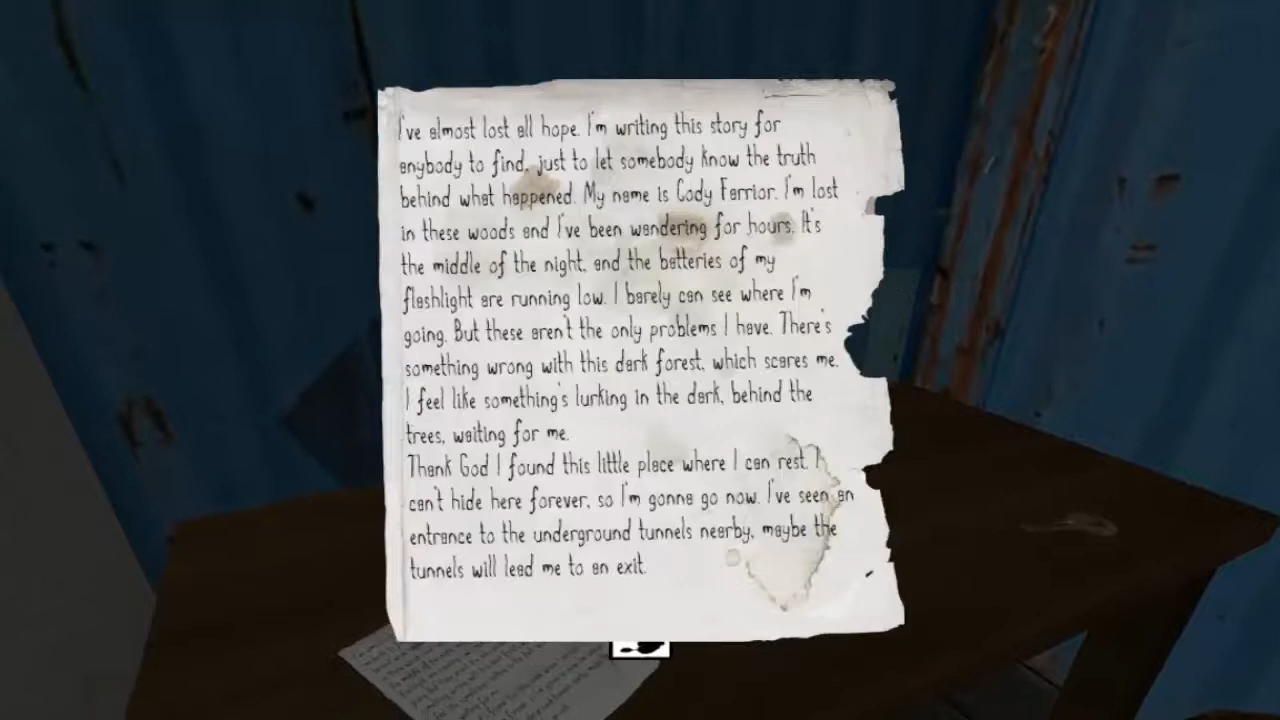 I've almost lost all hope. I'm writing this story for
anybody to find, just to let somebody know the truth
behind what happened. My name is Cody Farrior. I'm lost
in these woods and I've been wandering for hours. It's
the middle of the night, and the batteries of my
flashlight are running low. I barely can see where I'm
going. But these aren't the only problems I have. There's
something wrong with this dark forest, which scares me.
I feel like something's lurking in the dark, behind the
trees, waiting for me.
Thank God I found this little place where I can rest. I
can't hide here forever, so I'm gonna go now. I've seen an
entrance to the underground tunnels nearby, maybe the
tunnels will lead me to an exit.